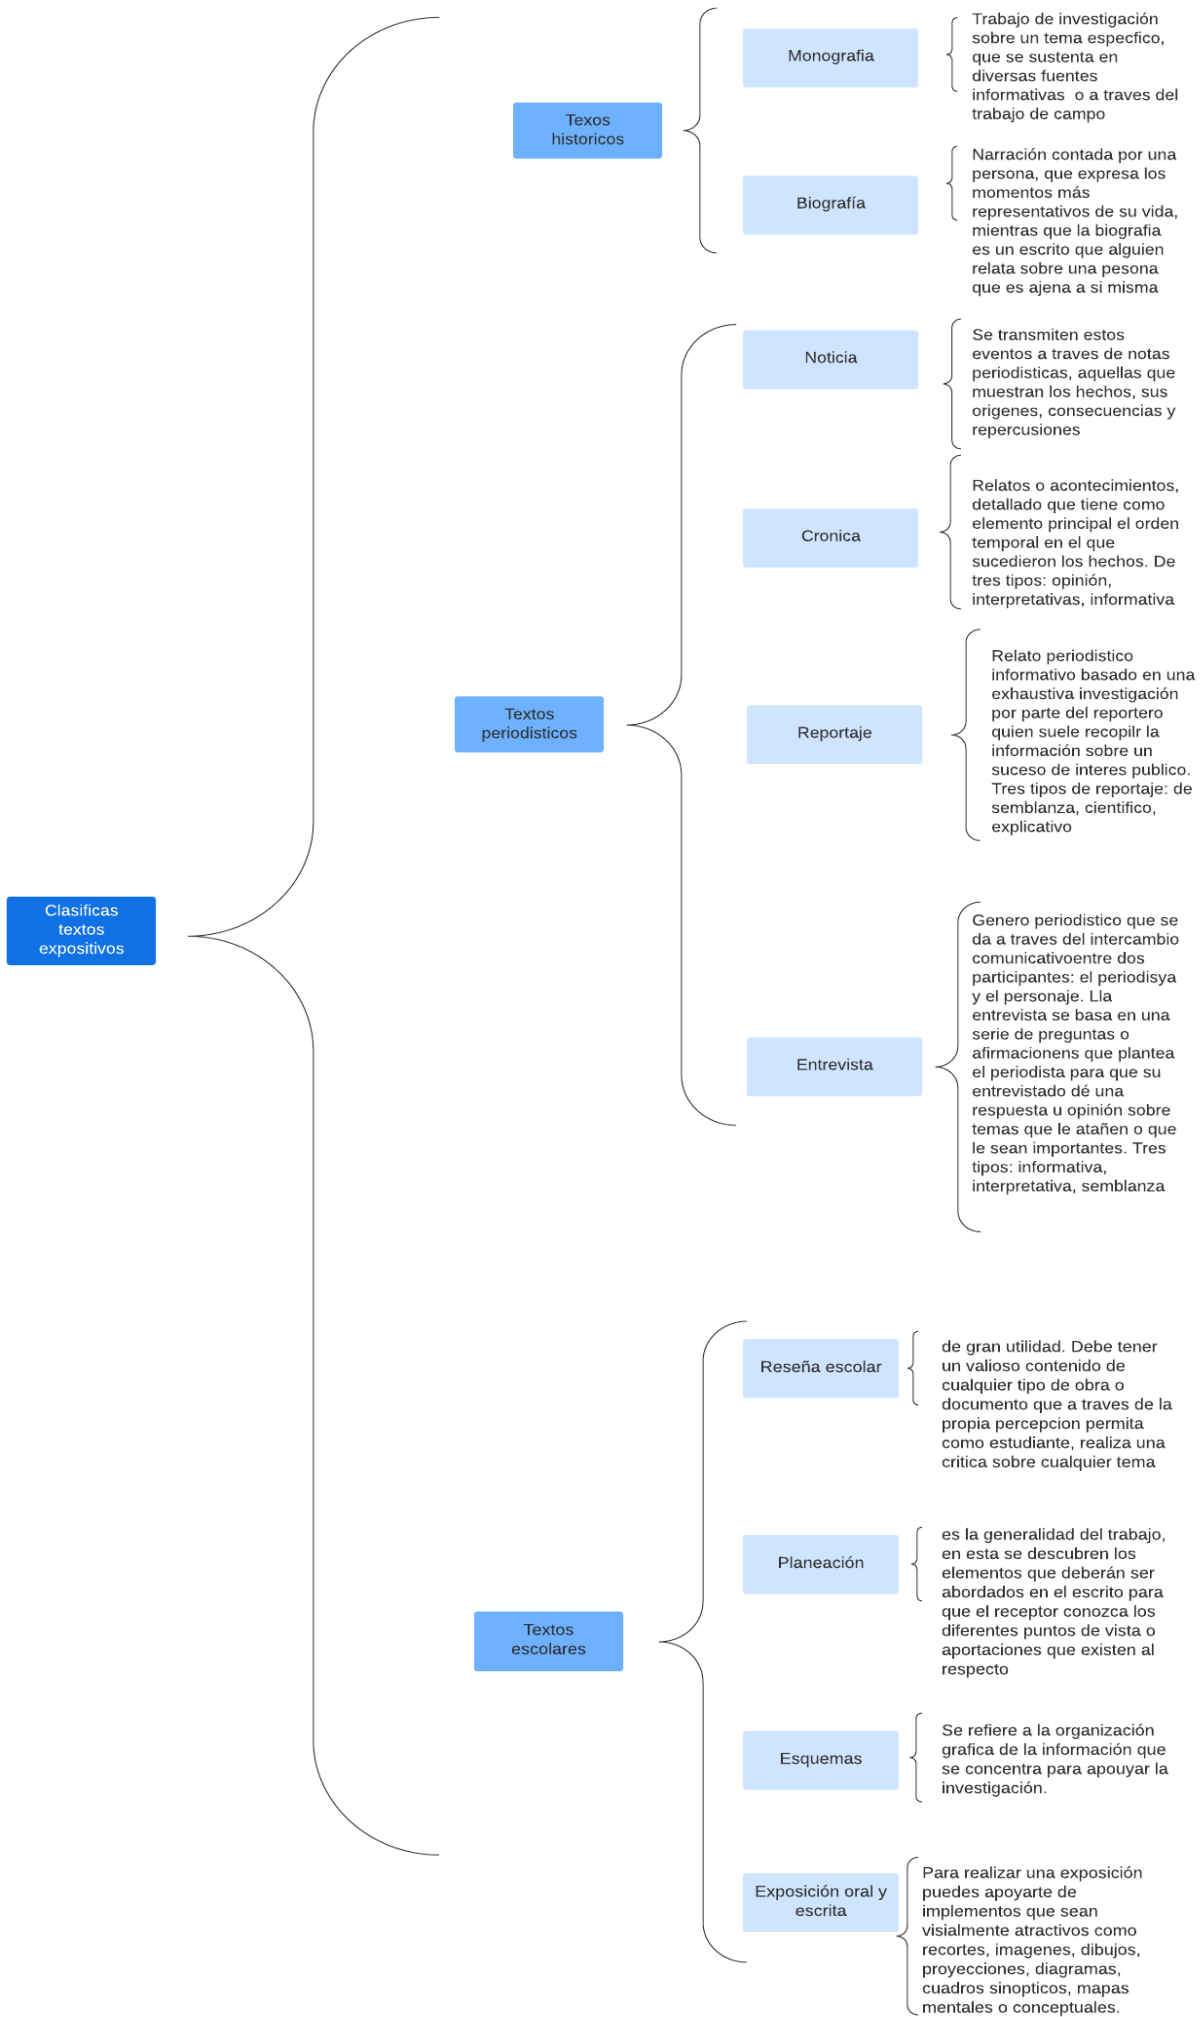 Clasificas
textos
expositivos
Texos
historicos
Monografia
Trabajo de investigación
sobre un tema especfico,
que se sustenta en
diversas fuentes
informativas  o a traves del
trabajo de campo
Biografía
Narración contada por una
persona, que expresa los
momentos más
representativos de su vida,
mientras que la biografia
es un escrito que alguien
relata sobre una pesona
que es ajena a si misma
Textos
periodisticos
Noticia
Se transmiten estos
eventos a traves de notas
periodisticas, aquellas que
muestran los hechos, sus
origenes, consecuencias y
repercusiones
Cronica
Relatos o acontecimientos,
detallado que tiene como
elemento principal el orden
temporal en el que
sucedieron los hechos. De
tres tipos: opinión,
interpretativas, informativa
Reportaje
Relato periodistico
informativo basado en una
exhaustiva investigación
por parte del reportero
quien suele recopilr la
información sobre un
suceso de interes publico.
Tres tipos de reportaje: de
semblanza, cientifico,
explicativo
Entrevista
Genero periodistico que se
da a traves del intercambio
comunicativoentre dos
participantes: el periodisya
y el personaje. Lla
entrevista se basa en una
serie de preguntas o
afirmacionens que plantea
el periodista para que su
entrevistado dé una
respuesta u opinión sobre
temas que le atañen o que
le sean importantes. Tres
tipos: informativa,
interpretativa, semblanza
Textos
escolares
Reseña escolar
de gran utilidad. Debe tener
un valioso contenido de
cualquier tipo de obra o
documento que a traves de la
propia percepcion permita
como estudiante, realiza una
critica sobre cualquier tema
Planeación
es la generalidad del trabajo,
en esta se descubren los
elementos que deberán ser
abordados en el escrito para
que el receptor conozca los
diferentes puntos de vista o
aportaciones que existen al
respecto
Esquemas
Se refiere a la organización
grafica de la información que
se concentra para apouyar la
investigación.
Exposición oral y
escrita
Para realizar una exposición
puedes apoyarte de
implementos que sean
visialmente atractivos como
recortes, imagenes, dibujos,
proyecciones, diagramas,
cuadros sinopticos, mapas
mentales o conceptuales.